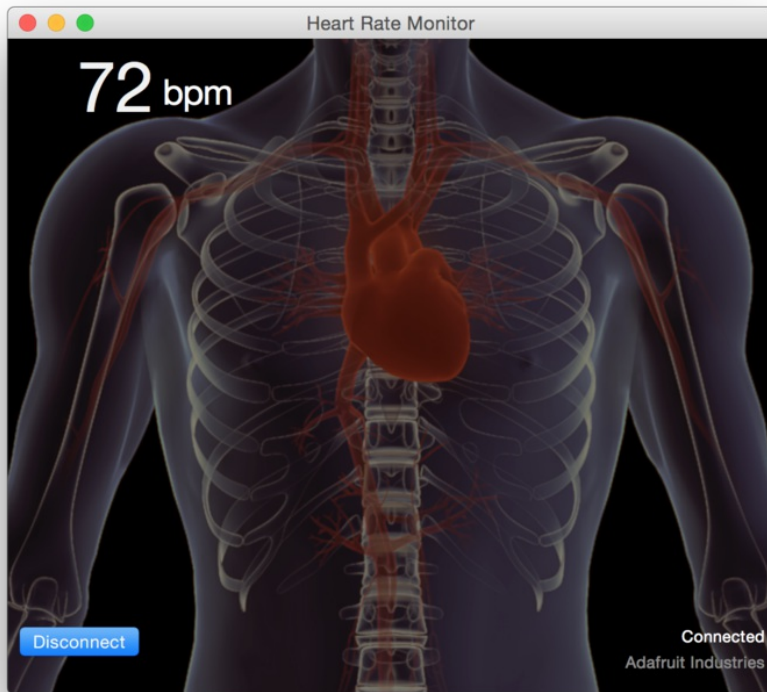 Heart Rate Monitor
72 bpm
Disconnect
Connected
Adafruit Industries